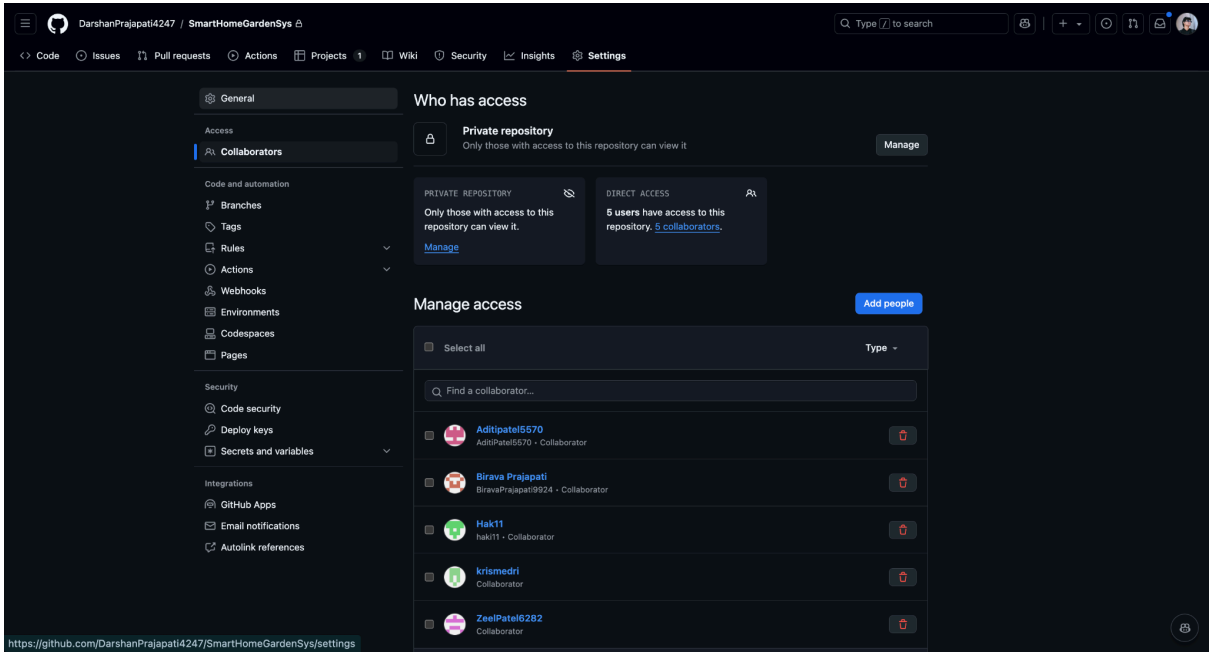 DarshanPrajapati4247 / SmartHomeGardenSys
Type / to search
Code Issues Pull requests Actions Projects 1 Wiki Security Insights Settings
General
Access
Collaborators
Code and automation
Branches
Tags
Rules
Actions
Webhooks
Environments
Codespaces
Pages
Security
Code security
Deploy keys
Secrets and variables
Integrations
GitHub Apps
Email notifications
Autolink references
Who has access
Private repository
Only those with access to this repository can view it
Manage
PRIVATE REPOSITORY
Only those with access to this
repository can view it.
Manage
DIRECT ACCESS
5 users have access to this
repository. 5 collaborators.
Manage access
Add people
Select all
Type
Find a collaborator...
Aditipatel5570
AditiPatel5570 • Collaborator
Birava Prajapati
BiravaPrajapati9924 • Collaborator
Hak11
haki11 • Collaborator
krismedri
Collaborator
ZeelPatel6282
Collaborator
https://github.com/DarshanPrajapati4247/SmartHomeGardenSys/settings